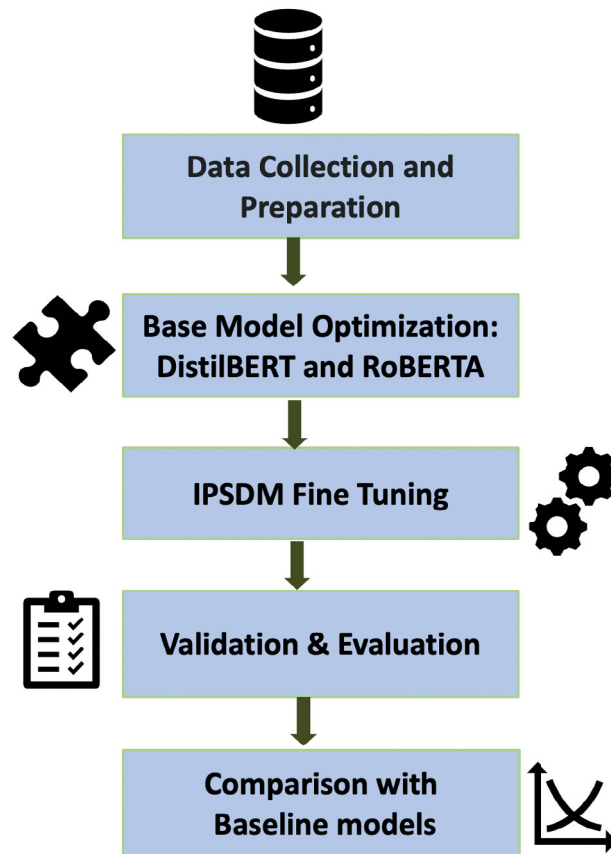 Data Collection and
Preparation
Base Model Optimization:
DistilBERT and RoBERTA
IPSDM Fine Tuning
Validation & Evaluation
Comparison with
Baseline models